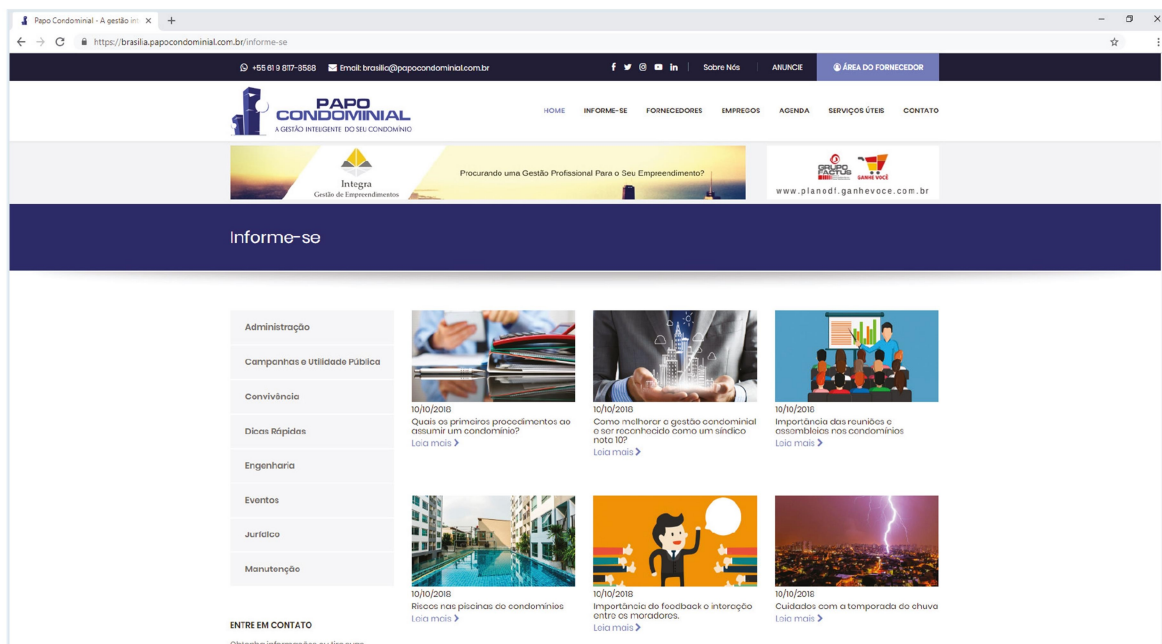 Papo Condominial - A gestão int
https://brasilia.papocondominial.com.br/informe-se
+55 61 9 8117-8588 Email: brasilia@papocondominial.com.br Sobre Nós ANUNCIE ÁREA DO FORNECEDOR
PAPO
CONDOMINIAL
A GESTÃO INTELIGENTE DO SEU CONDOMÍNIO
HOME INFORME-SE FORNECEDORES EMPREGOS AGENDA SERVIÇOS ÚTEIS CONTATO
Integra
Gestão de Empreendimentos
Procurando uma Gestão Profissional Para o Seu Empreendimento?
GRUPO
FACTUS
GANHE VOCÊ
www.planodf.ganhevoce.com.br
Informe-se
Administração
Campanhas e Utilidade Pública
Convivência
Dicas Rápidas
Engenharia
Eventos
Jurídico
Manutenção
10/10/2018
Quais os primeiros procedimentos ao
assumir um condomínio?
Leia mais
10/10/2018
Como melhorar a gestão condominial
e ser reconhecido como um síndico
nota 10?
Leia mais
10/10/2018
Importância das reuniões e
assembleias nos condomínios
Leia mais
10/10/2018
Riscos nas piscinas de condomínios
Leia mais
10/10/2018
Importância do feedback e interação
entre os moradores.
Leia mais
10/10/2018
Cuidados com a temporada de chuva
Leia mais
ENTRE EM CONTATO
Obtenha informações ou tire suas